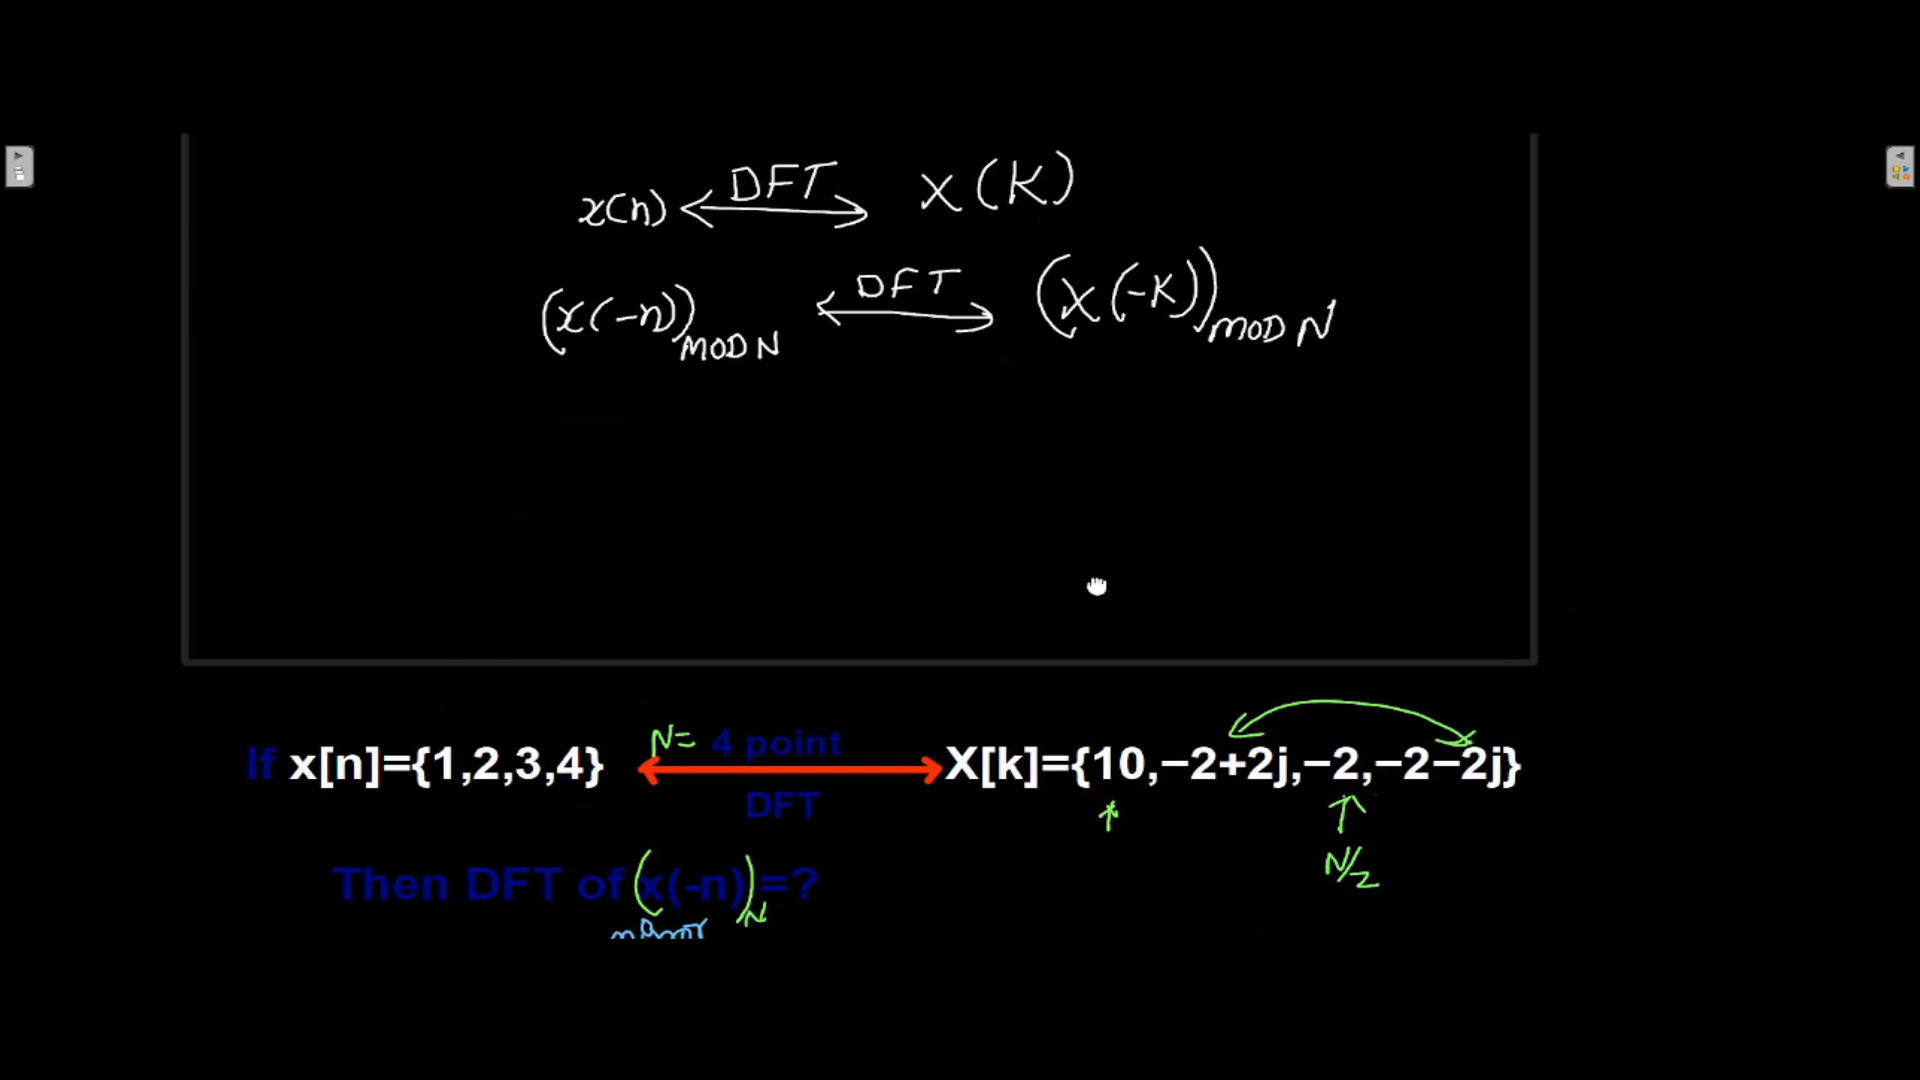 x(n) ⟷ DFT X(K)
(x(-n)) MOD N ⟷ DFT (X(-K)) MOD N
If x[n]={1,2,3,4} N= 4 point DFT X[k]={10,−2+2j,−2,−2−2j}
N/2
Then DFT of (x(-n)) N =?